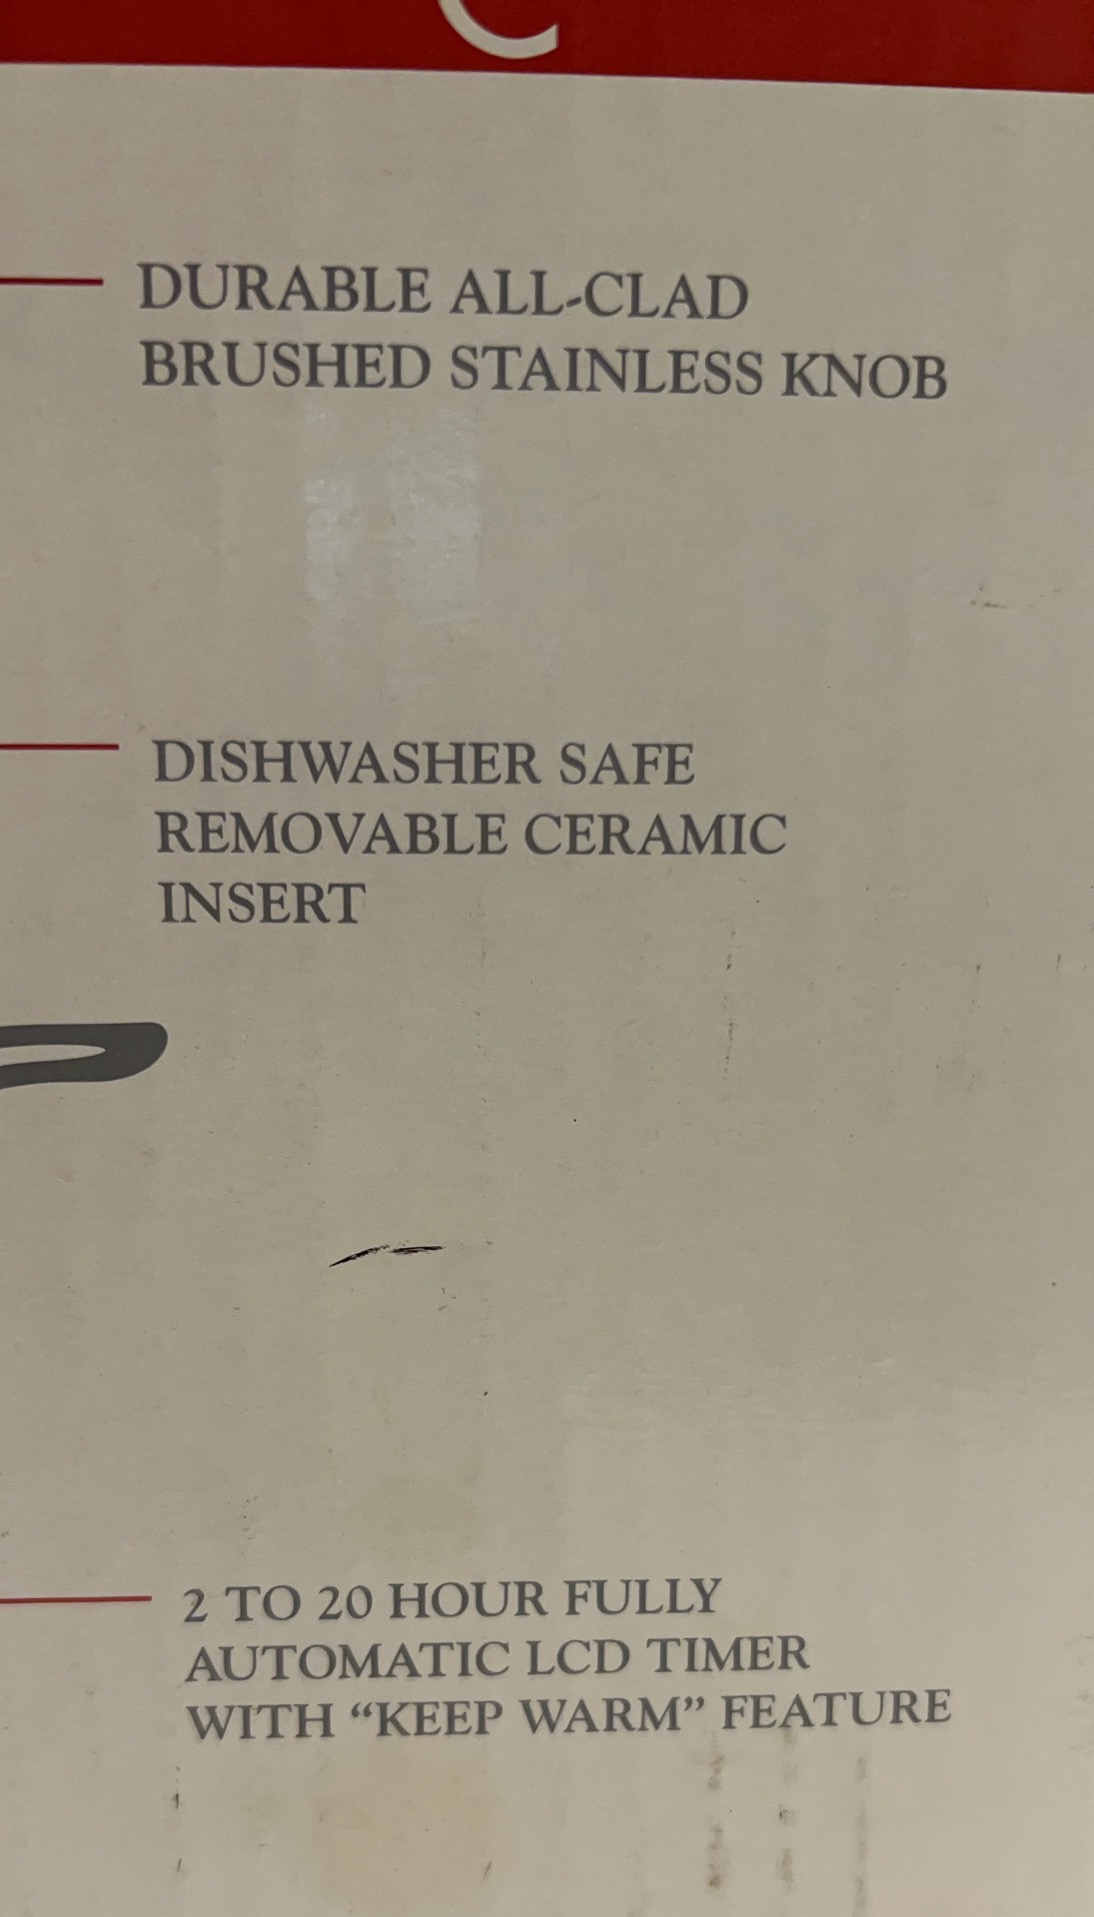 DURABLE ALL-CLAD
BRUSHED STAINLESS KNOB
DISHWASHER SAFE
REMOVABLE CERAMIC
INSERT
2 TO 20 HOUR FULLY
AUTOMATIC LCD TIMER
WITH “KEEP WARM” FEATURE